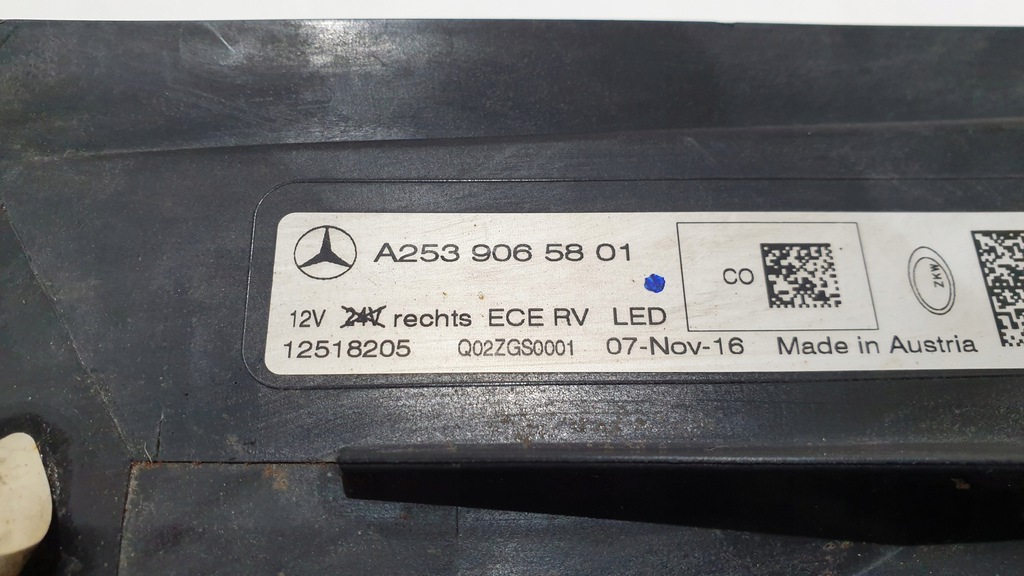 A253 906 58 01
CO
12V 24V rechts ECE RV LED
12518205 Q02ZGS0001 07-Nov-16 Made in Austria